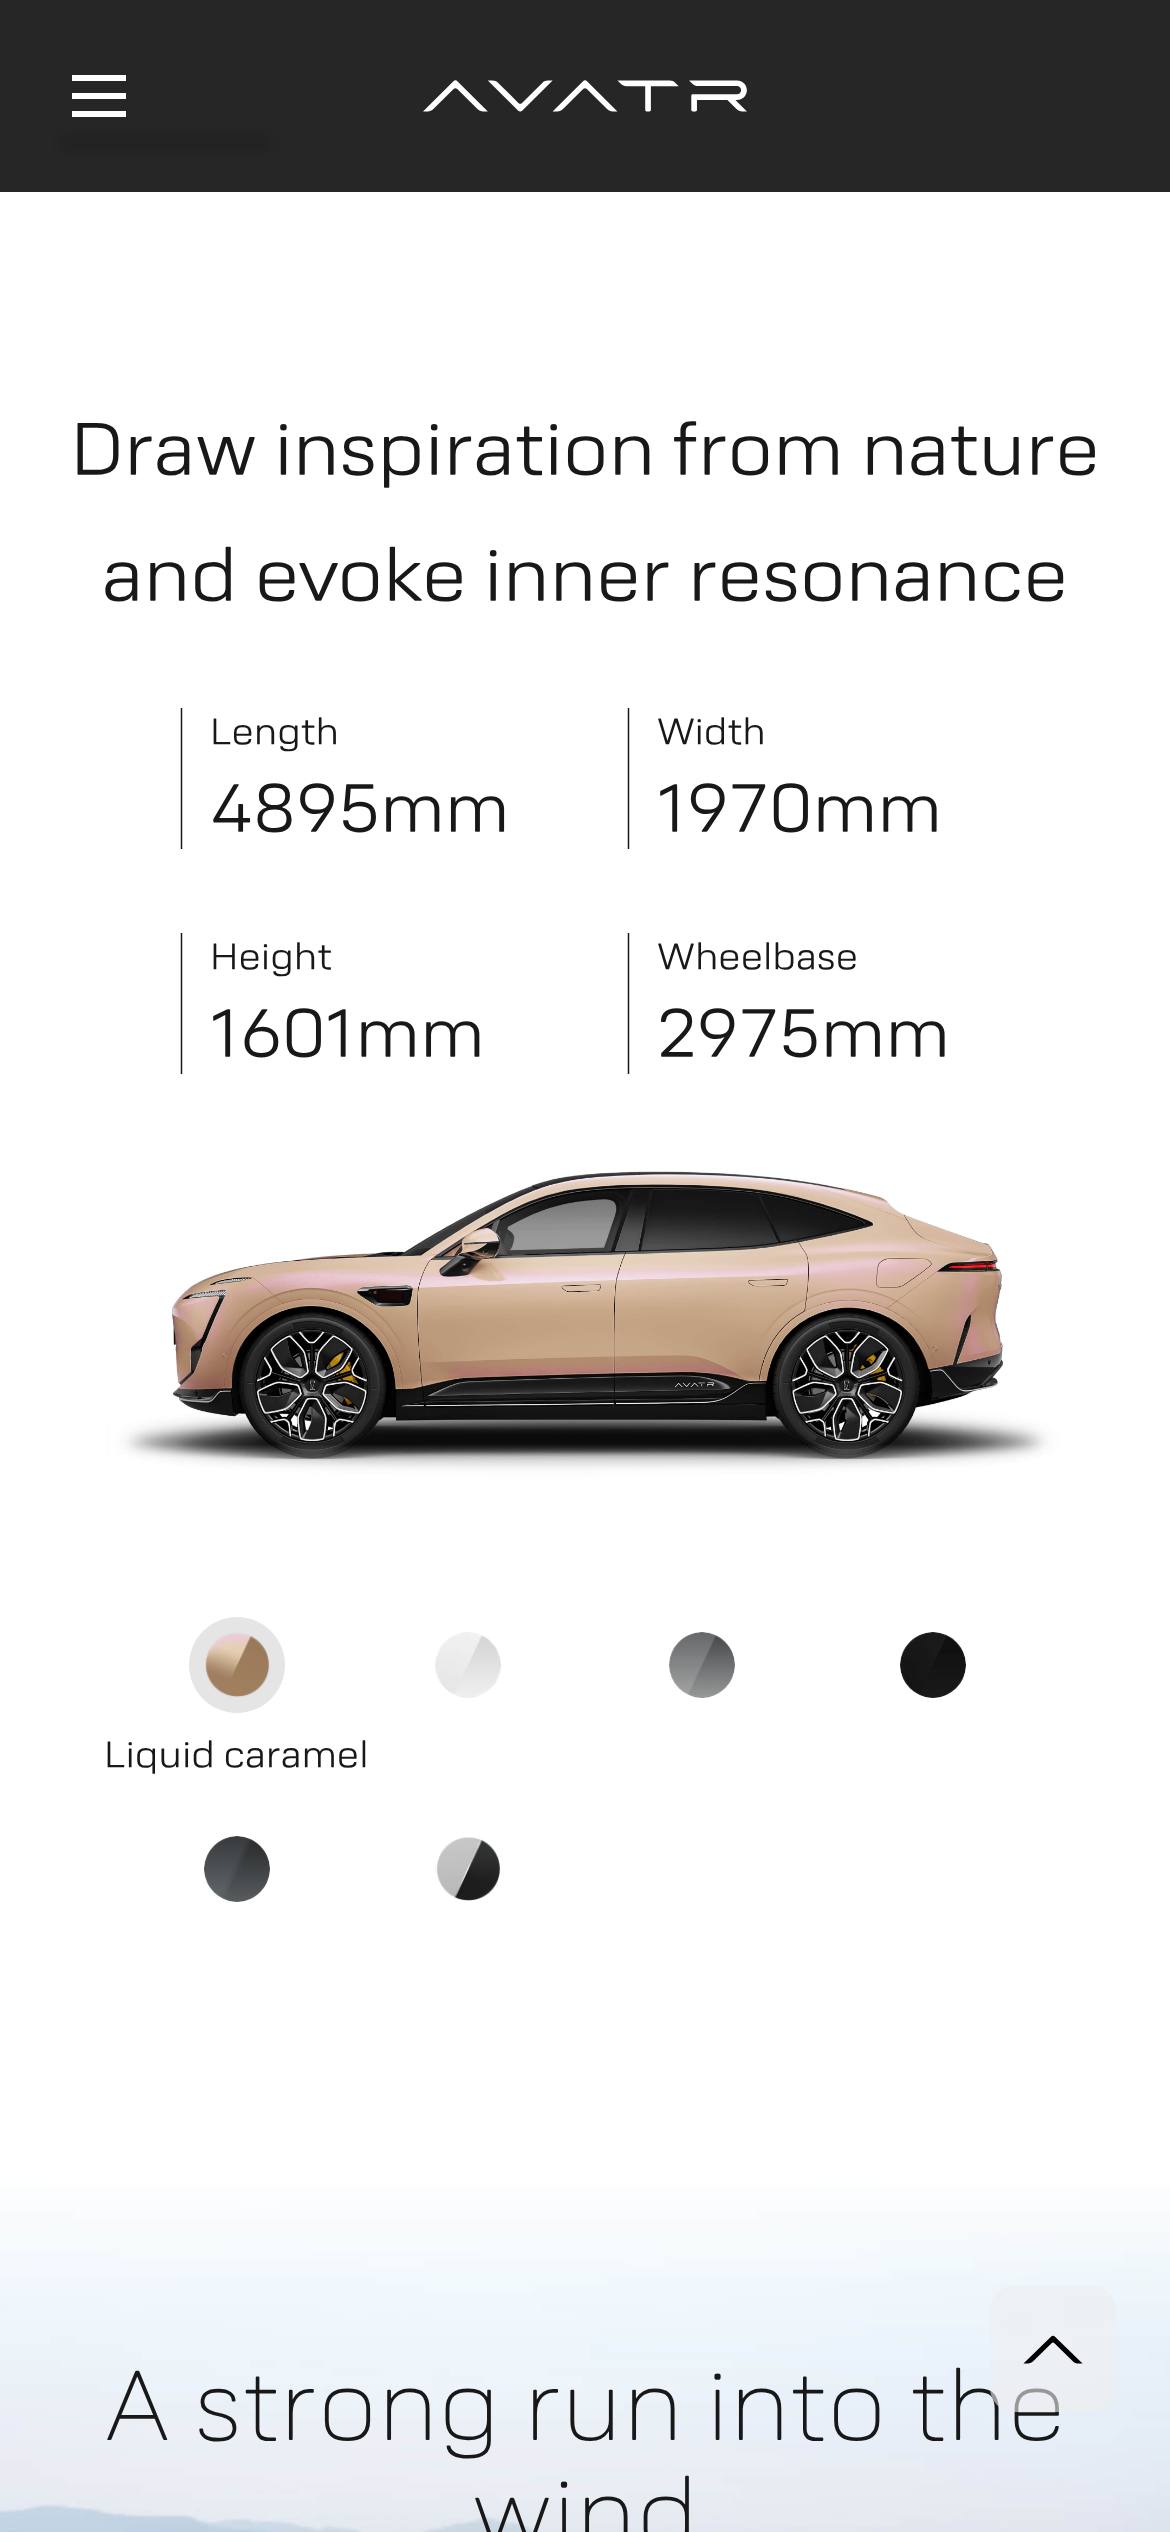 AVATR
Draw inspiration from nature
and evoke inner resonance
Length
4895mm
Width
1970mm
Height
1601mm
Wheelbase
2975mm
AVATR
Liquid caramel
A strong run into the
wind